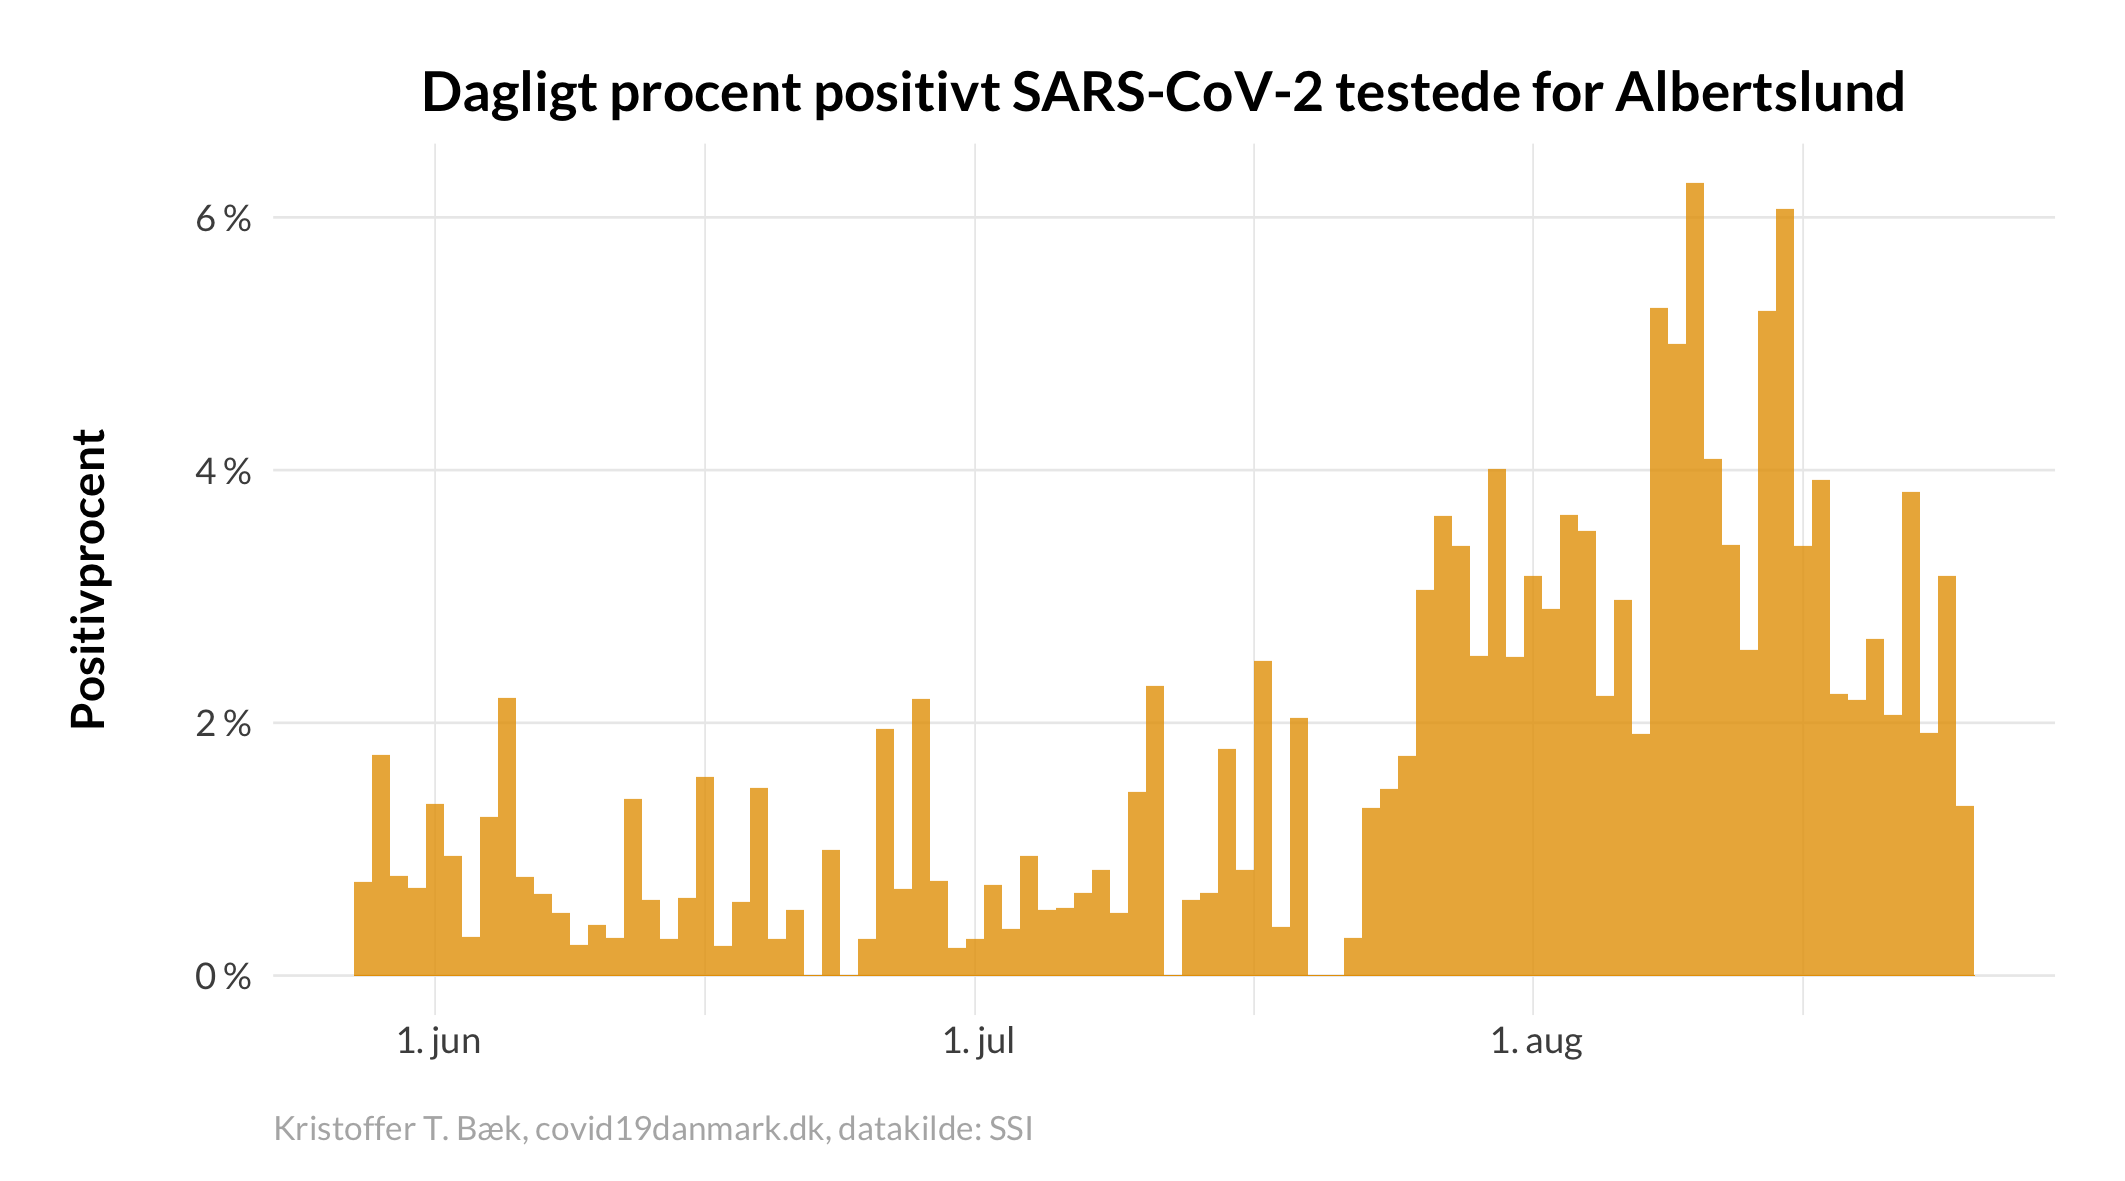 Dagligt procent positivt SARS-CoV-2 testede for Albertslund
Positivprocent
6 %
4 %
2 %
0 %
1. jun
1. jul
1. aug
Kristoffer T. Bæk, covid19danmark.dk, datakilde: SSI